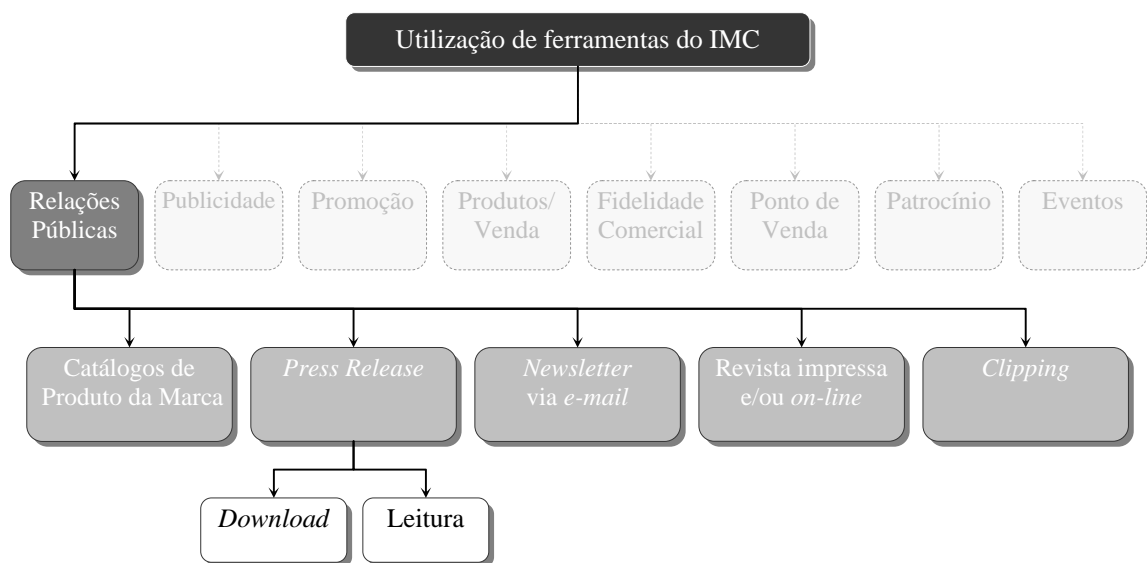 Utilização de ferramentas do IMC
Relações
Públicas
Publicidade
Promoção
Produtos/
Venda
Fidelidade
Comercial
Ponto de
Venda
Patrocínio
Eventos
Catálogos de
Produto da Marca
Press Release
Newsletter
via e-mail
Revista impressa
e/ou on-line
Clipping
Download
Leitura